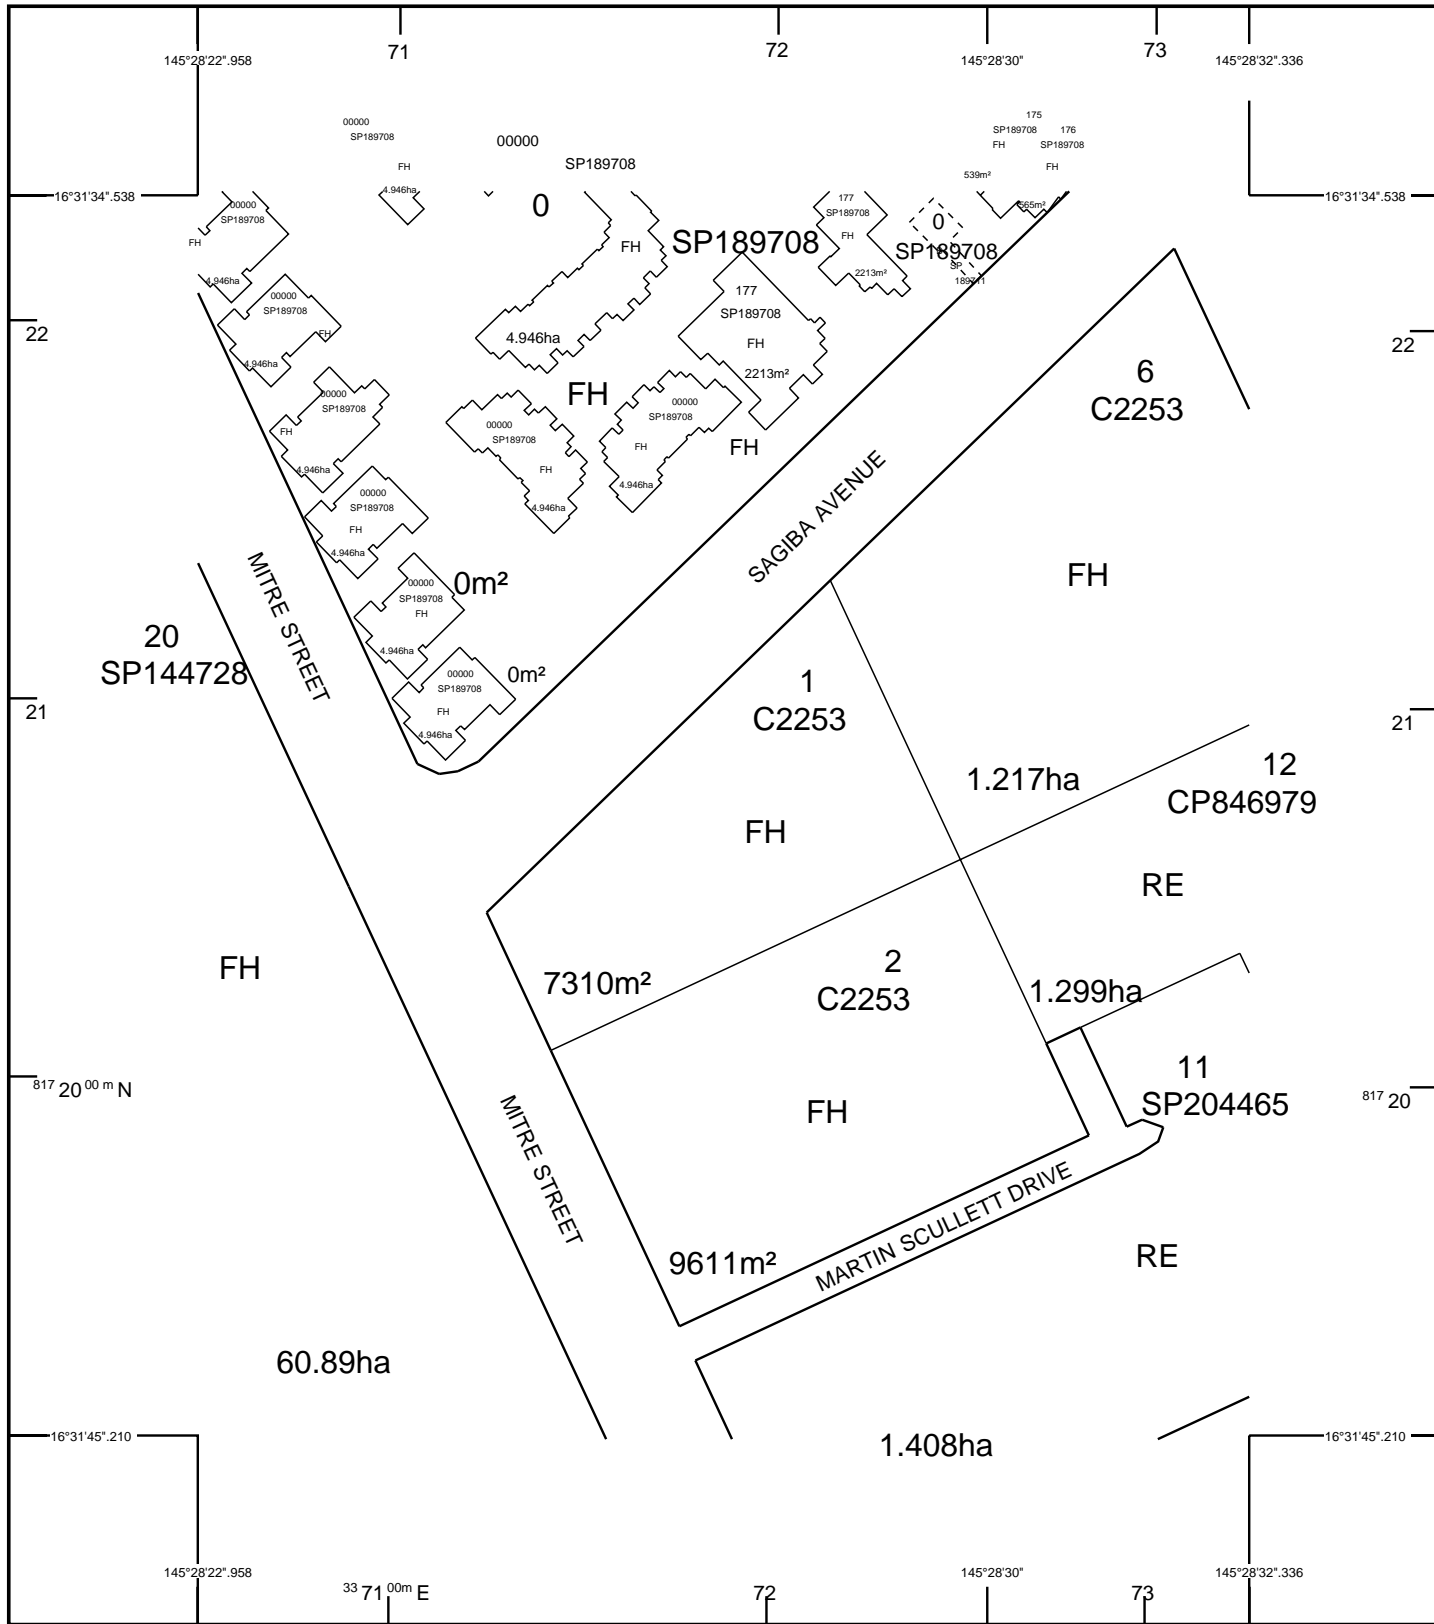 71
72
73
145°28'22".958
145°28'30"
145°28'32".336
00000
SP189708
FH
4.946ha
00000
SP189708
175
SP189708
FH
539m²
176
SP189708
FH
565m²
16°31'34".538
16°31'34".538
00000
SP189708
FH
4.946ha
0
SP189708
FH
4.946ha
177
SP189708
FH
2213m²
0
SP189708
SP
189711
00000
SP189708
FH
4.946ha
177
SP189708
FH
2213m²
22
22
00000
SP189708
FH
4.946ha
FH
00000
SP189708
FH
4.946ha
00000
SP189708
FH
4.946ha
FH
6
C2253
FH
1.217ha
00000
SP189708
FH
4.946ha
SAGIBA AVENUE
MITRE STREET
00000
SP189708
FH
4.946ha
0m²
20
SP144728
00000
SP189708
FH
4.946ha
0m²
1
C2253
FH
7310m²
21
21
12
CP846979
RE
1.299ha
FH
2
C2253
FH
9611m²
817 20 00 m N
11
SP204465
817 20
MITRE STREET
MARTIN SCULLETT DRIVE
RE
60.89ha
1.408ha
16°31'45".210
16°31'45".210
145°28'22".958
145°28'30"
145°28'32".336
33 71 00m E
72
73